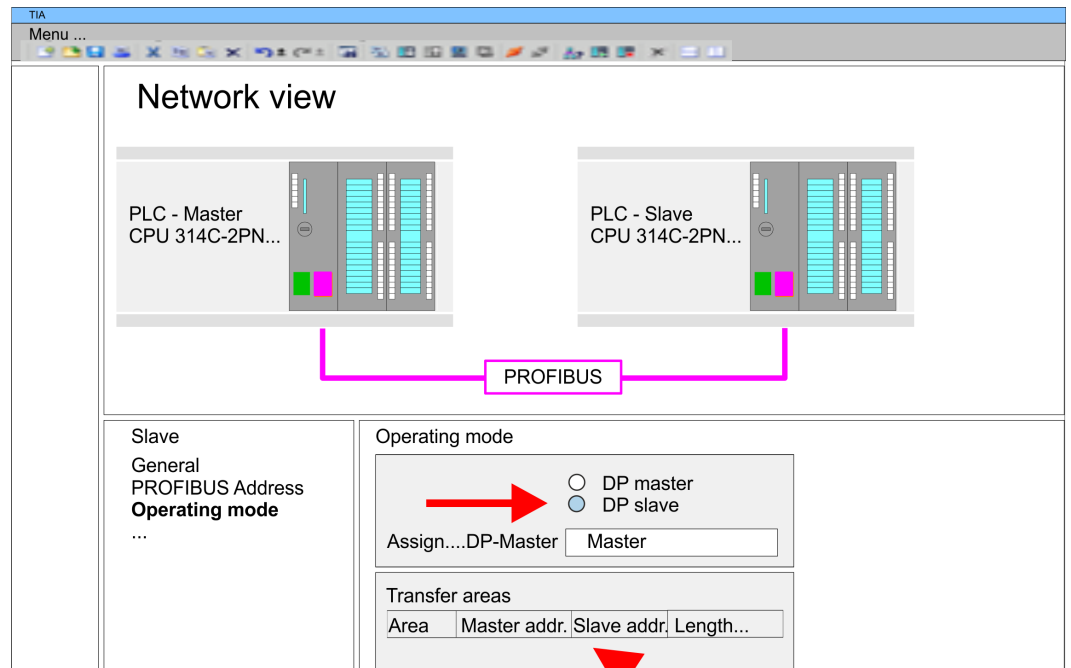 TIA
Menu ...
Network view
PLC - Master
CPU 314C-2PN...
PLC - Slave
CPU 314C-2PN...
PROFIBUS
Slave
General
PROFIBUS Address
Operating mode
...
Operating mode
DP master
DP slave
Assign....DP-Master Master
Transfer areas
Area Master addr. Slave addr. Length...